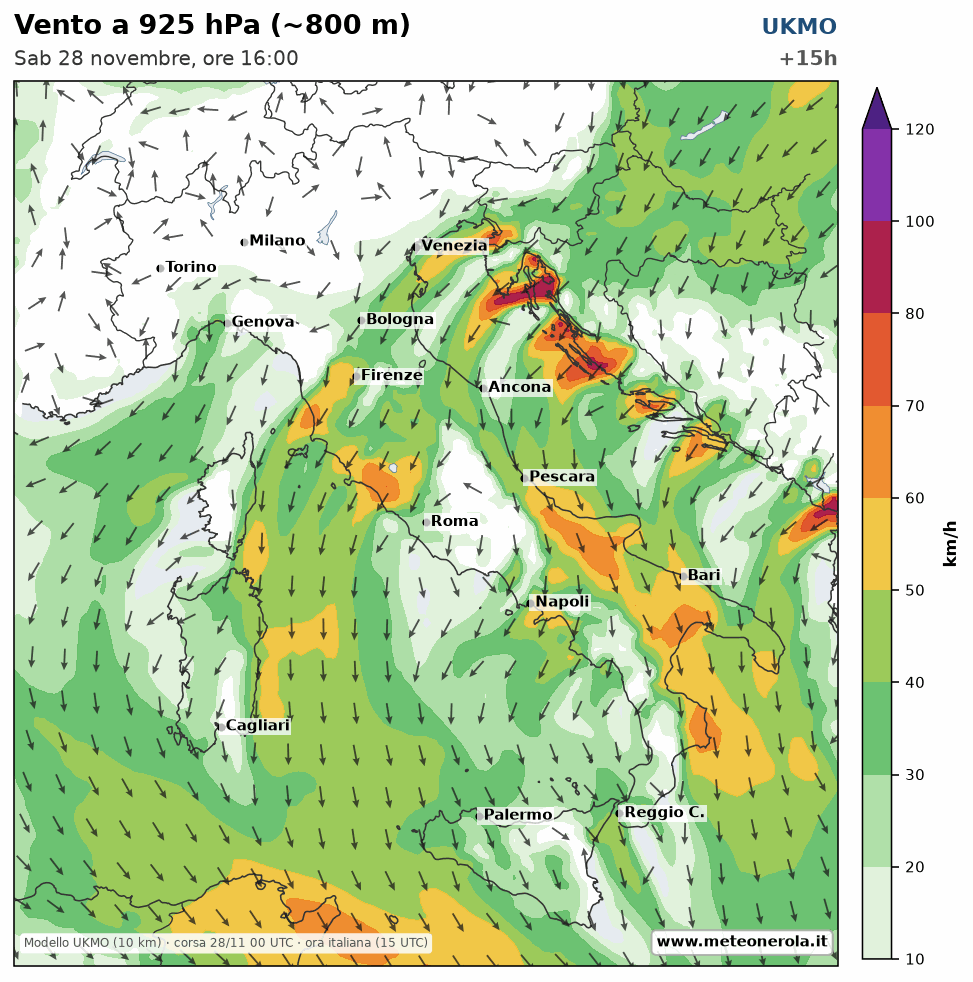 Vento a 925 hPa (~800 m)
UKMO
Sab 28 novembre, ore 16:00
+15h
120
100
80
70
60
50
40
30
20
10
km/h
Venezia
Milano
Torino
Genova
Bologna
Firenze
Ancona
Pescara
Roma
Bari
Napoli
Cagliari
Palermo
Reggio C.
Modello UKMO (10 km) · corsa 28/11 00 UTC · ora italiana (15 UTC)
www.meteonerola.it